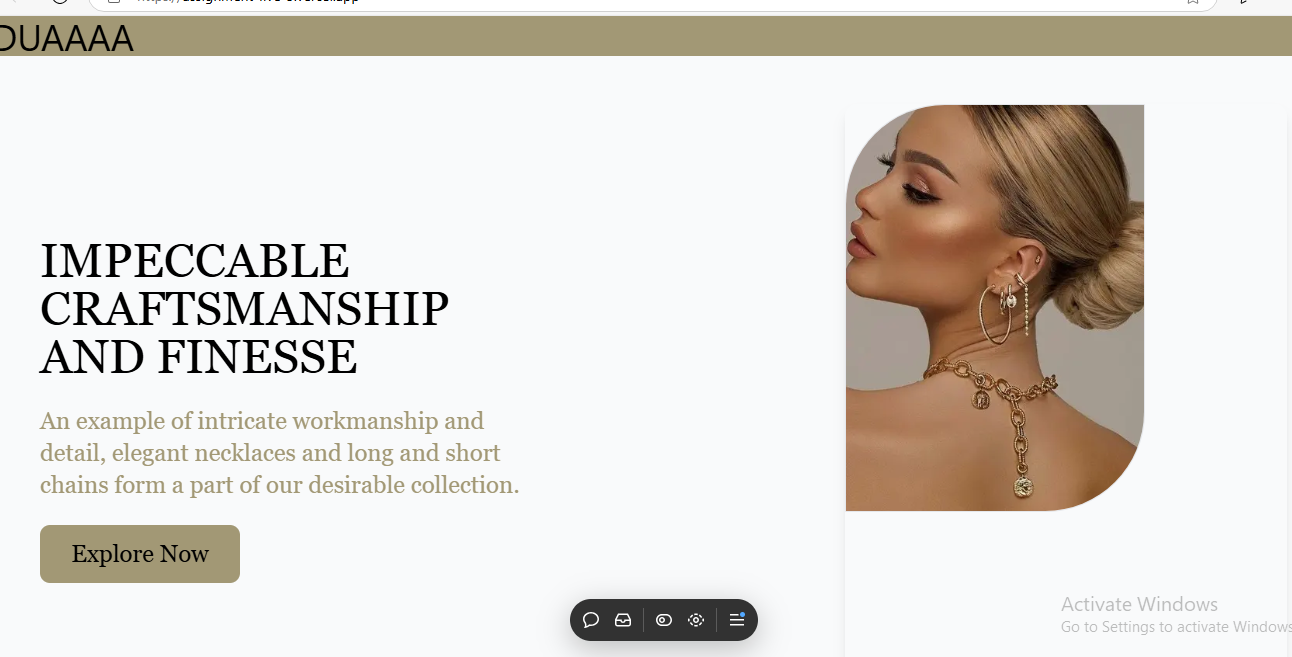 DUAAAA
IMPECCABLE
CRAFTSMANSHIP
AND FINESSE
An example of intricate workmanship and
detail, elegant necklaces and long and short
chains form a part of our desirable collection.
Explore Now
Activate Windows
Go to Settings to activate Windows